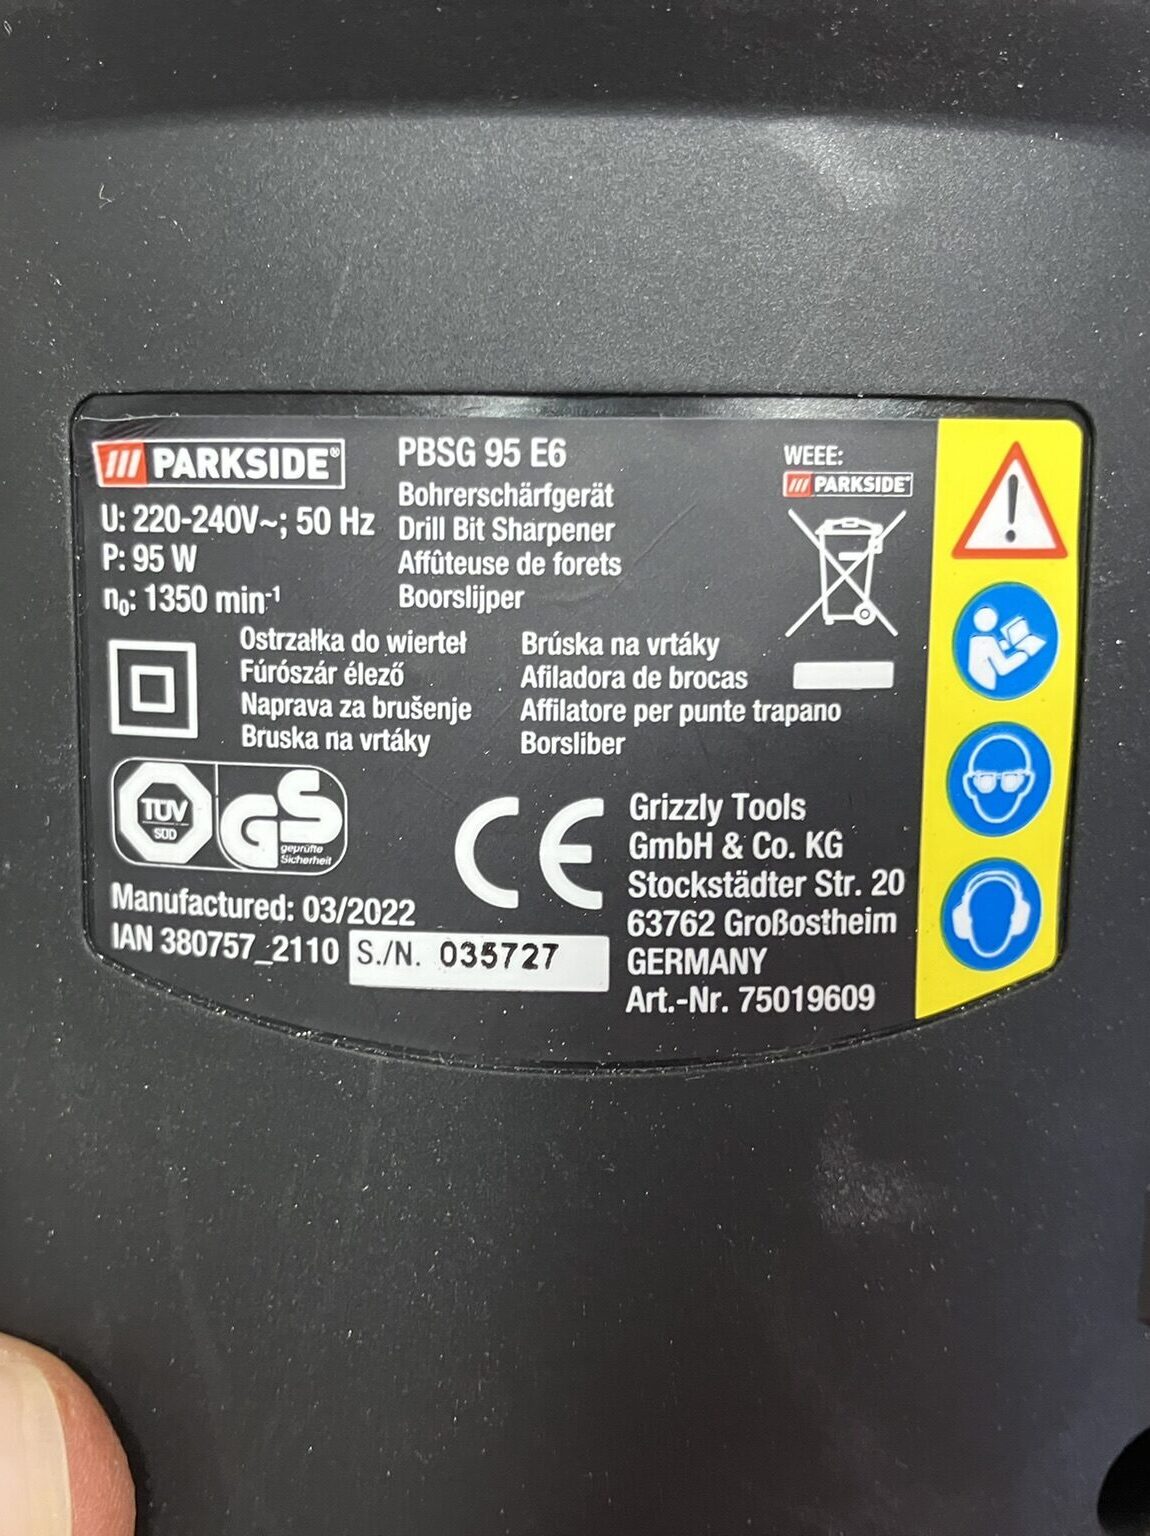 PARKSIDE®
U: 220-240V~; 50 Hz
P: 95 W
n₀: 1350 min⁻¹
PBSG 95 E6
Bohrerschärfgerät
Drill Bit Sharpener
Affûteuse de forets
Boorslijper
WEEE:
PARKSIDE®
Ostrzałka do wierteł
Fúrószár élező
Naprava za brušenje
Bruska na vrtáky
Brúska na vrtáky
Afiladora de brocas
Affilatore per punte trapano
Borsliber
TÜV
SÜD
GS
geprüfte
Sicherheit
CE
Manufactured: 03/2022
IAN 380757_2110
S./N. 035727
Grizzly Tools
GmbH & Co. KG
Stockstädter Str. 20
63762 Großostheim
GERMANY
Art.-Nr. 75019609